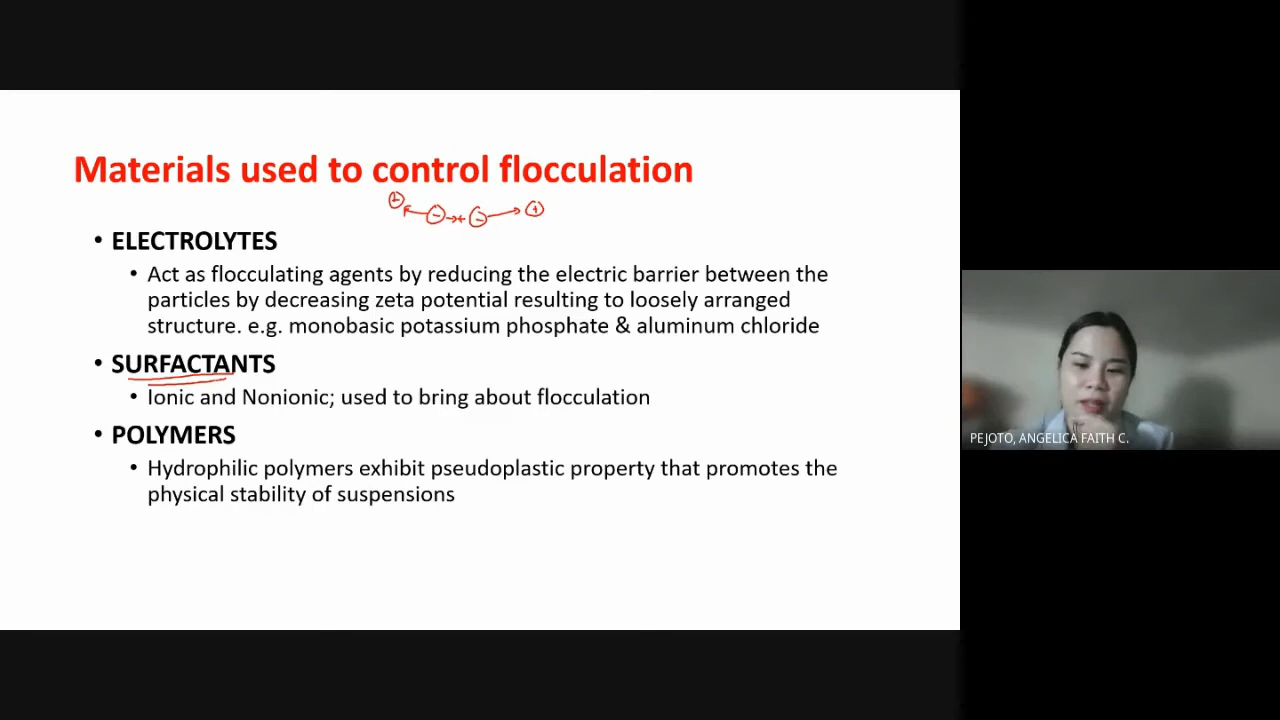 Materials used to control flocculation
+ - - +
• ELECTROLYTES
• Act as flocculating agents by reducing the electric barrier between the
particles by decreasing zeta potential resulting to loosely arranged
structure. e.g. monobasic potassium phosphate & aluminum chloride
• SURFACTANTS
• Ionic and Nonionic; used to bring about flocculation
• POLYMERS
• Hydrophilic polymers exhibit pseudoplastic property that promotes the
physical stability of suspensions
PEJOTO, ANGELICA FAITH C.